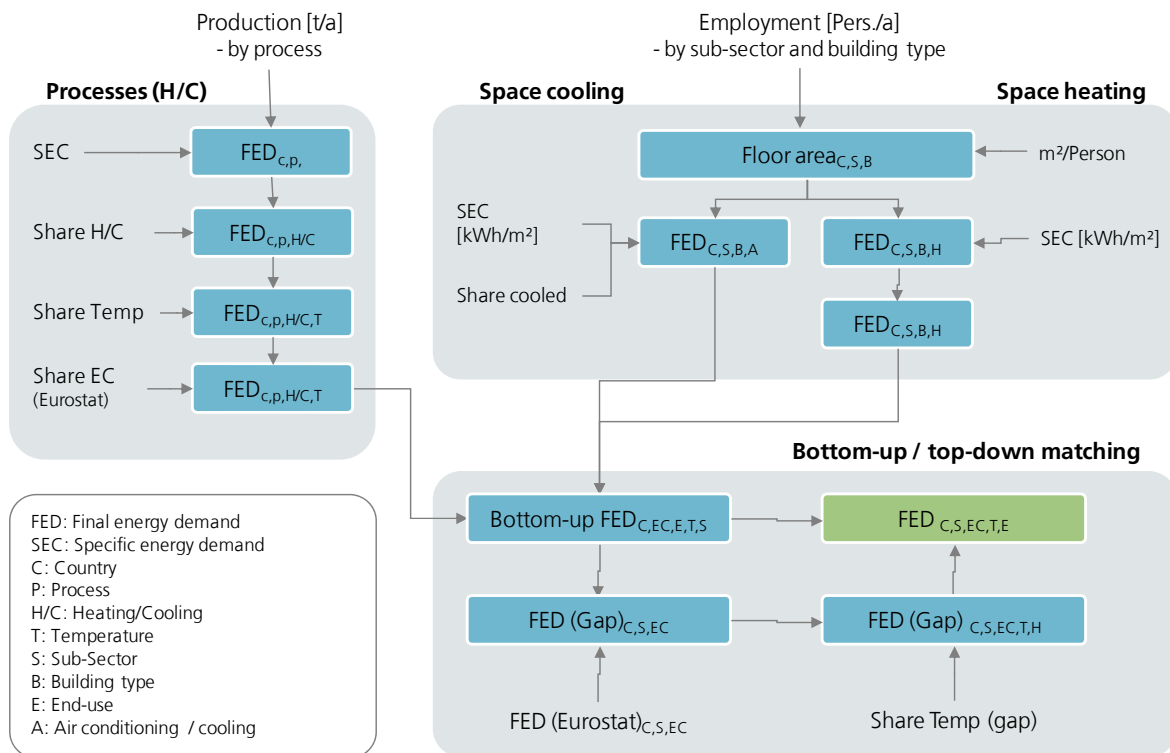 Production [t/a]
- by process
Employment [Pers./a]
- by sub-sector and building type
Processes (H/C)
Space cooling
Space heating
SEC
FEDc,p,
Share H/C
FEDc,p,H/C
Share Temp
FEDc,p,H/C,T
Share EC
(Eurostat)
FEDc,p,H/C,T
Floor areaC,S,B
m²/Person
SEC
[kWh/m²]
Share cooled
FEDC,S,B,A
FEDC,S,B,H
SEC [kWh/m²]
FEDC,S,B,H
Bottom-up / top-down matching
Bottom-up FEDC,EC,E,T,S
FED C,S,EC,T,E
FED (Gap)C,S,EC
FED (Gap) C,S,EC,T,H
FED (Eurostat)C,S,EC
Share Temp (gap)
FED: Final energy demand
SEC: Specific energy demand
C: Country
P: Process
H/C: Heating/Cooling
T: Temperature
S: Sub-Sector
B: Building type
E: End-use
A: Air conditioning / cooling